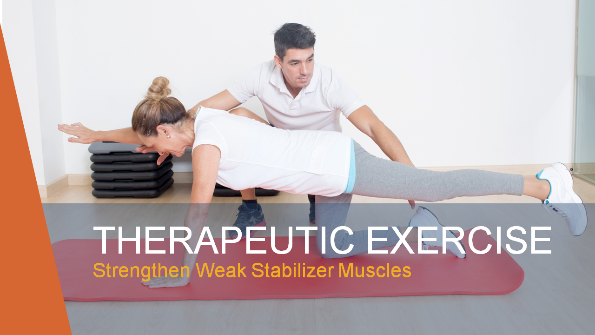 THERAPEUTIC EXERCISE
Strengthen Weak Stabilizer Muscles